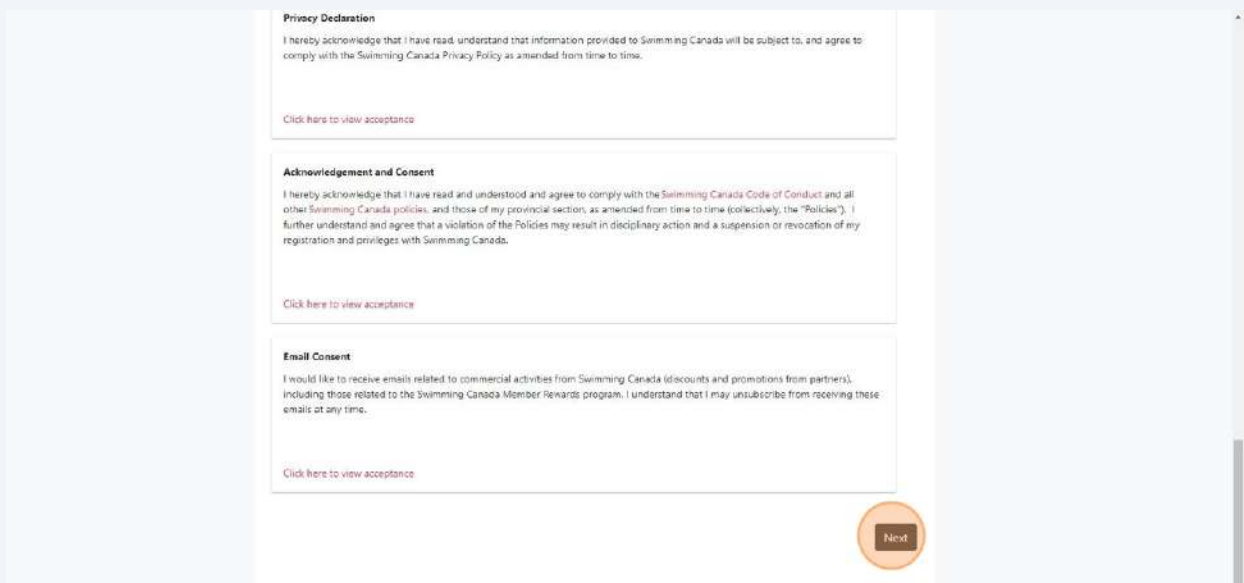 Privacy Declaration
I hereby acknowledge that I have read, understand that information provided to Swimming Canada will be subject to, and agree to
comply with the Swimming Canada Privacy Policy as amended from time to time.
Click here to view acceptance
Acknowledgement and Consent
I hereby acknowledge that I have read and understood and agree to comply with the Swimming Canada Code of Conduct and all
other Swimming Canada policies, and those of my provincial section, as amended from time to time (collectively, the "Policies"). I
further understand and agree that a violation of the Policies may result in disciplinary action and a suspension or revocation of my
registration and privileges with Swimming Canada.
Click here to view acceptance
Email Consent
I would like to receive emails related to commercial activities from Swimming Canada (discounts and promotions from partners),
including those related to the Swimming Canada Member Rewards program. I understand that I may unsubscribe from receiving these
emails at any time.
Click here to view acceptance
Next